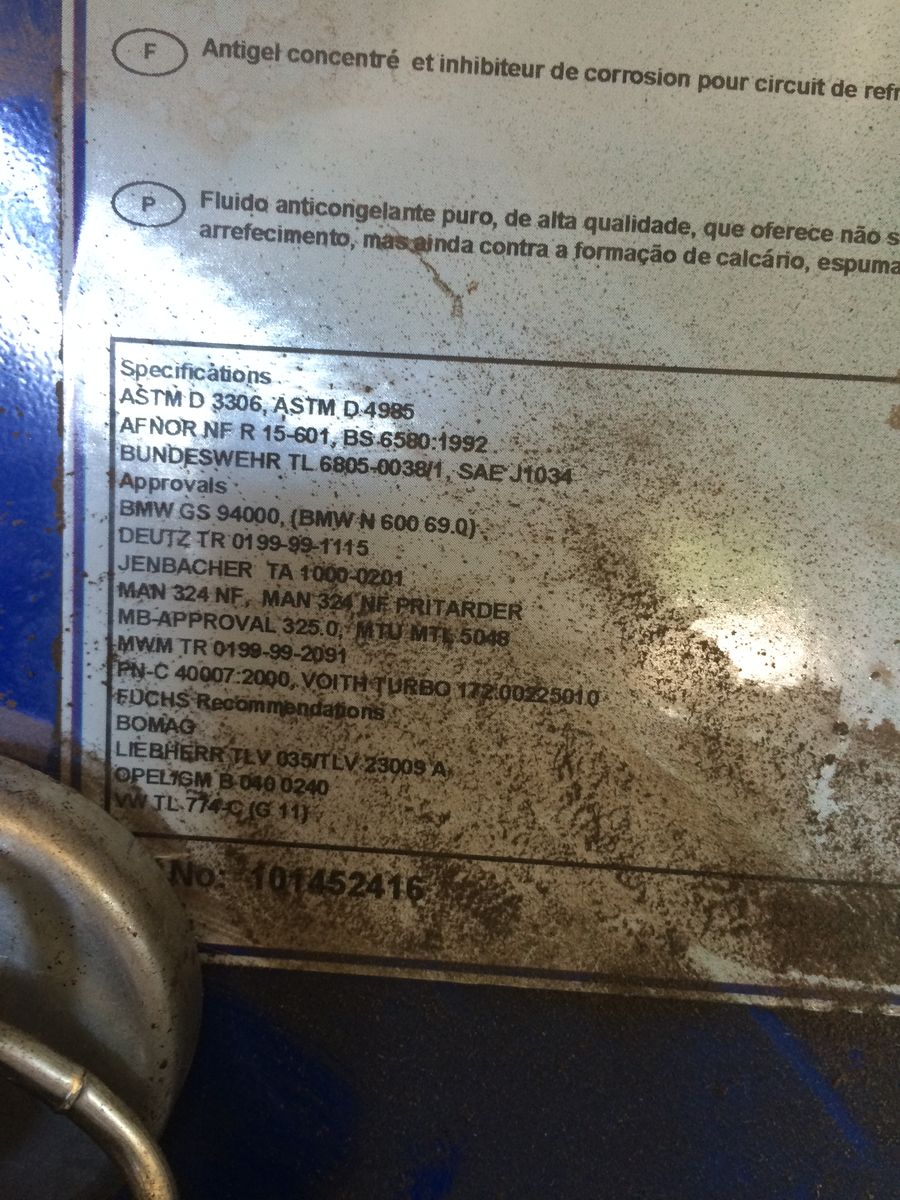 F
Antigel concentré et inhibiteur de corrosion pour circuit de refr
P
Fluido anticongelante puro, de alta qualidade, que oferece não s
arrefecimento, mas ainda contra a formação de calcário, espuma
Specifications
ASTM D 3306, ASTM D 4985
AFNOR NF R 15-601, BS 6580:1992
BUNDESWEHR TL 6805-0038/1, SAE J1034
Approvals
BMW GS 94000, (BMW N 600 69.0)
DEUTZ TR 0199-99-1115
JENBACHER TA 1000-0201
MAN 324 NF, MAN 324 NF PRITARDER
MB-APPROVAL 325.0, MTU MTL 5048
MWM TR 0199-99-2091
PN-C 40007:2000, VOITH TURBO 172.00225010
FUCHS Recommendations
BOMAG
LIEBHERR TLV 035/TLV 23009 A
OPEL/GM B 040 0240
VW TL 774-C (G 11)
No: 101452416